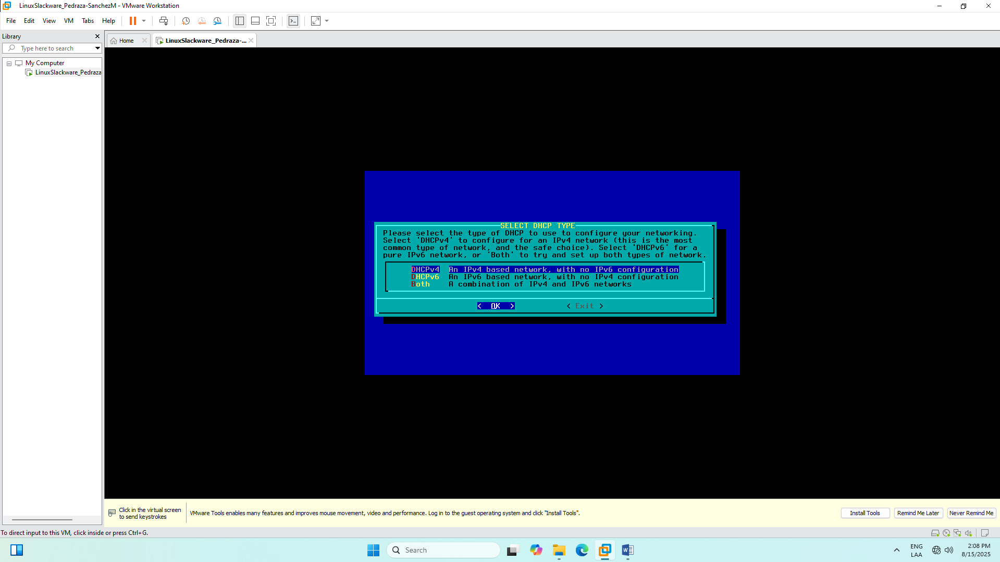 LinuxSlackware_Pedraza-SanchezM - VMware Workstation
File Edit View VM Tabs Help
Library
Home
LinuxSlackware_Pedraza-...
Type here to search
My Computer
LinuxSlackware_Pedraza
SELECT DHCP TYPE
Please select the type of DHCP to use to configure your networking.
Select 'DHCPv4' to configure for an IPv4 network (this is the most
common type of network, and the safe choice). Select 'DHCPv6' for a
pure IPv6 network, or 'Both' to try and set up both types of network.
DHCPv4 An IPv4 based network, with no IPv6 configuration
DHCPv6 An IPv6 based network, with no IPv4 configuration
Both A combination of IPv4 and IPv6 networks
< OK > < Exit >
Click in the virtual screen
to send keystrokes
VMware Tools enables many features and improves mouse movement, video and performance. Log in to the guest operating system and click "Install Tools".
Install Tools
Remind Me Later
Never Remind Me
To direct input to this VM, click inside or press Ctrl+G.
Search
ENG
LAA
2:08 PM
8/15/2025